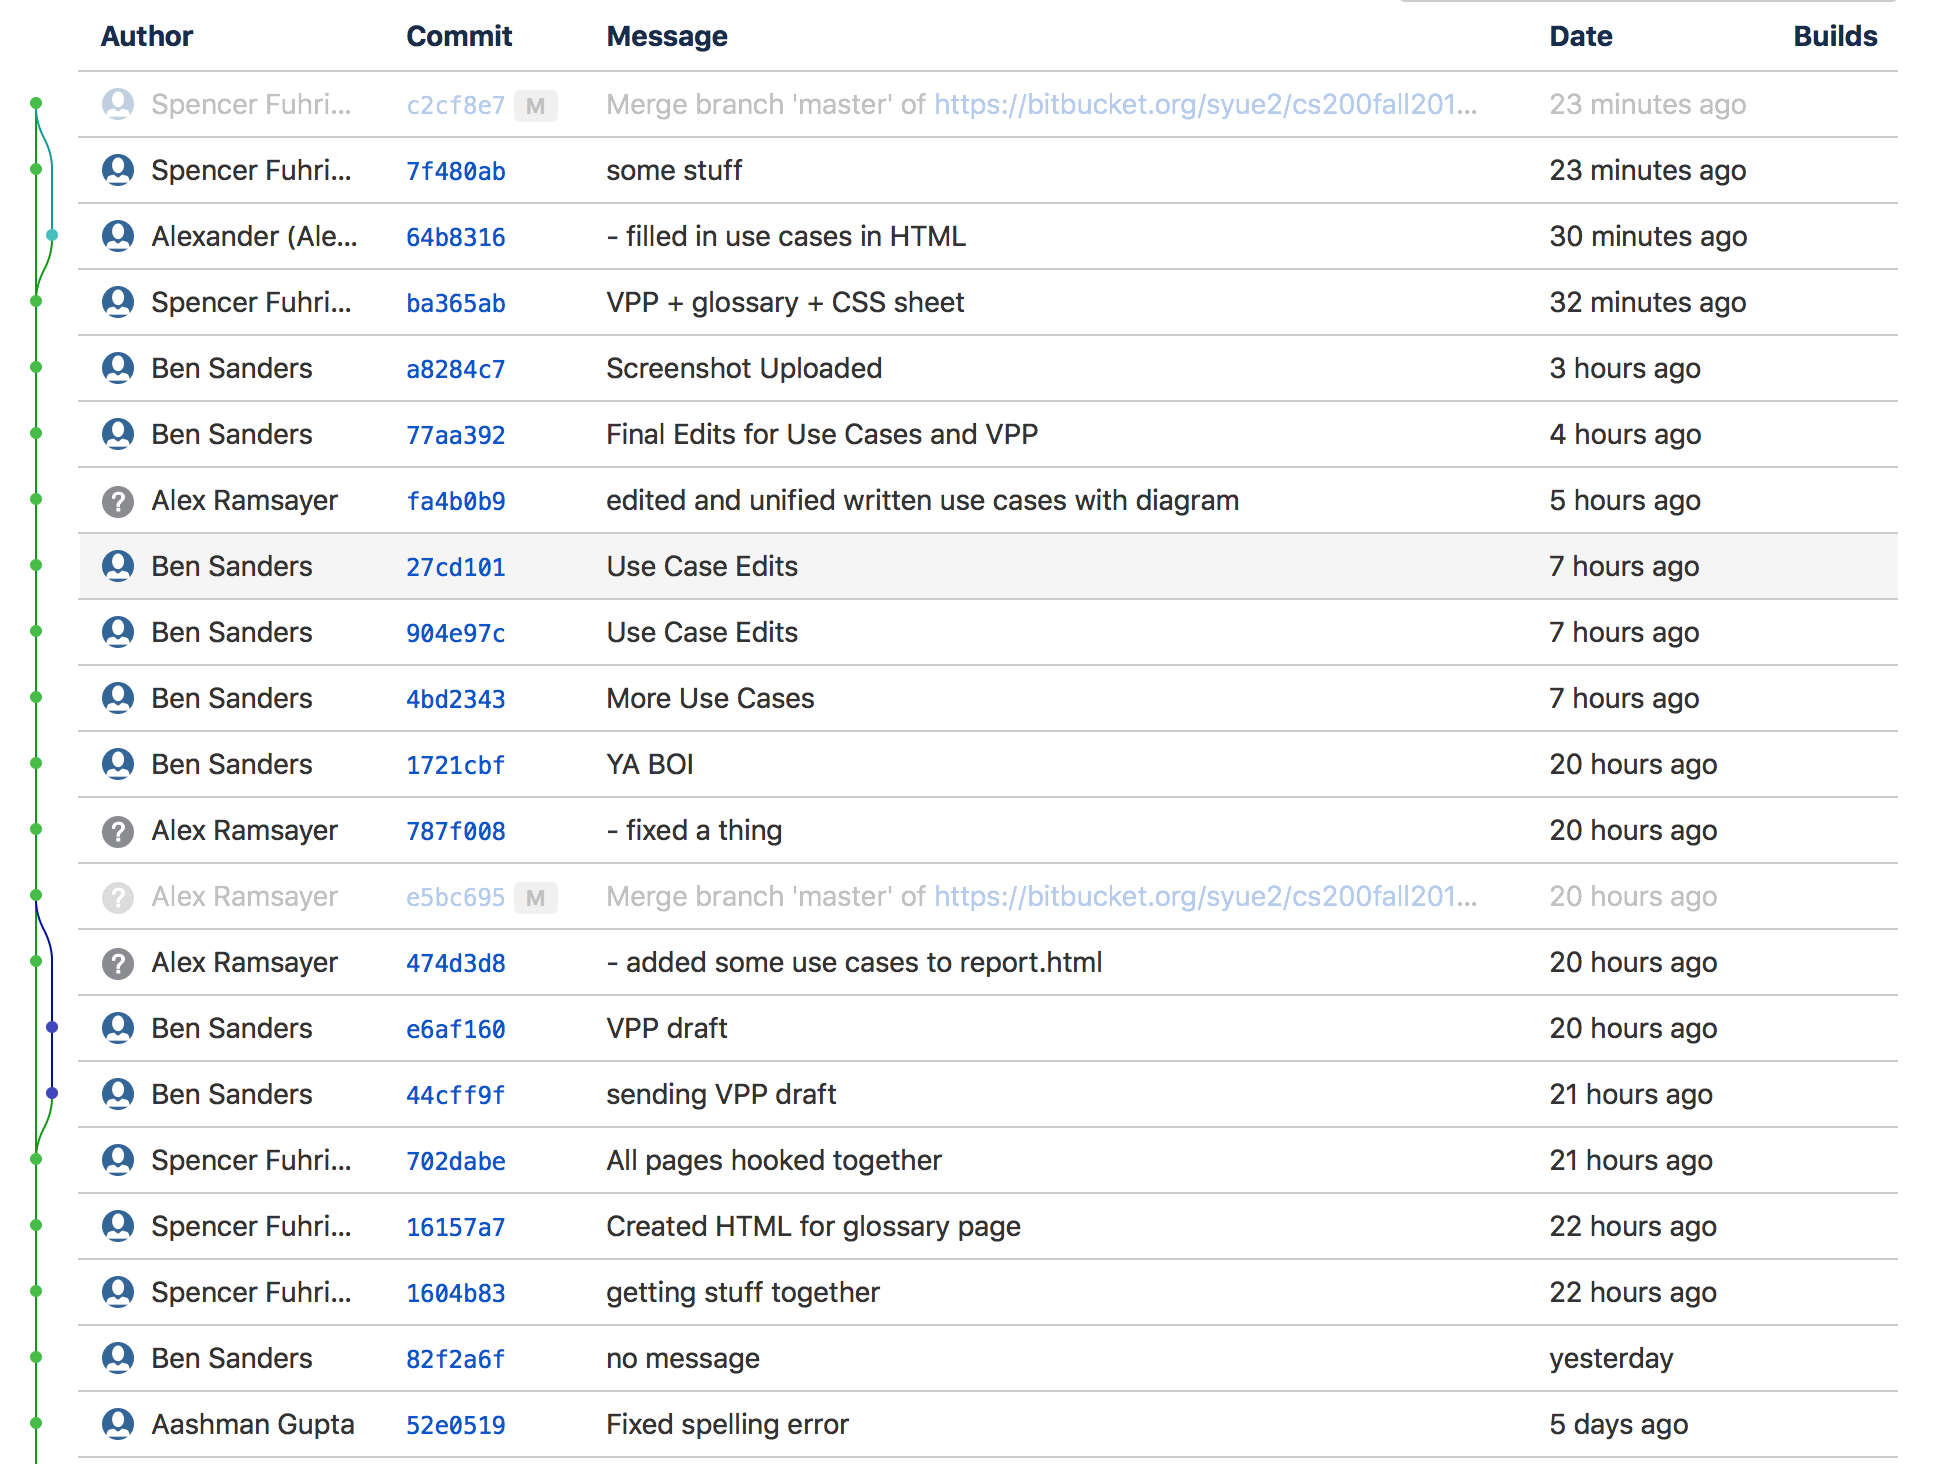 Author Commit Message Date Builds
Spencer Fuhri... c2cf8e7 M Merge branch 'master' of https://bitbucket.org/syue2/cs200fall201... 23 minutes ago
Spencer Fuhri... 7f480ab some stuff 23 minutes ago
Alexander (Ale... 64b8316 - filled in use cases in HTML 30 minutes ago
Spencer Fuhri... ba365ab VPP + glossary + CSS sheet 32 minutes ago
Ben Sanders a8284c7 Screenshot Uploaded 3 hours ago
Ben Sanders 77aa392 Final Edits for Use Cases and VPP 4 hours ago
? Alex Ramsayer fa4b0b9 edited and unified written use cases with diagram 5 hours ago
Ben Sanders 27cd101 Use Case Edits 7 hours ago
Ben Sanders 904e97c Use Case Edits 7 hours ago
Ben Sanders 4bd2343 More Use Cases 7 hours ago
Ben Sanders 1721cbf YA BOI 20 hours ago
? Alex Ramsayer 787f008 - fixed a thing 20 hours ago
? Alex Ramsayer e5bc695 M Merge branch 'master' of https://bitbucket.org/syue2/cs200fall201... 20 hours ago
? Alex Ramsayer 474d3d8 - added some use cases to report.html 20 hours ago
Ben Sanders e6af160 VPP draft 20 hours ago
Ben Sanders 44cff9f sending VPP draft 21 hours ago
Spencer Fuhri... 702dabe All pages hooked together 21 hours ago
Spencer Fuhri... 16157a7 Created HTML for glossary page 22 hours ago
Spencer Fuhri... 1604b83 getting stuff together 22 hours ago
Ben Sanders 82f2a6f no message yesterday
Aashman Gupta 52e0519 Fixed spelling error 5 days ago